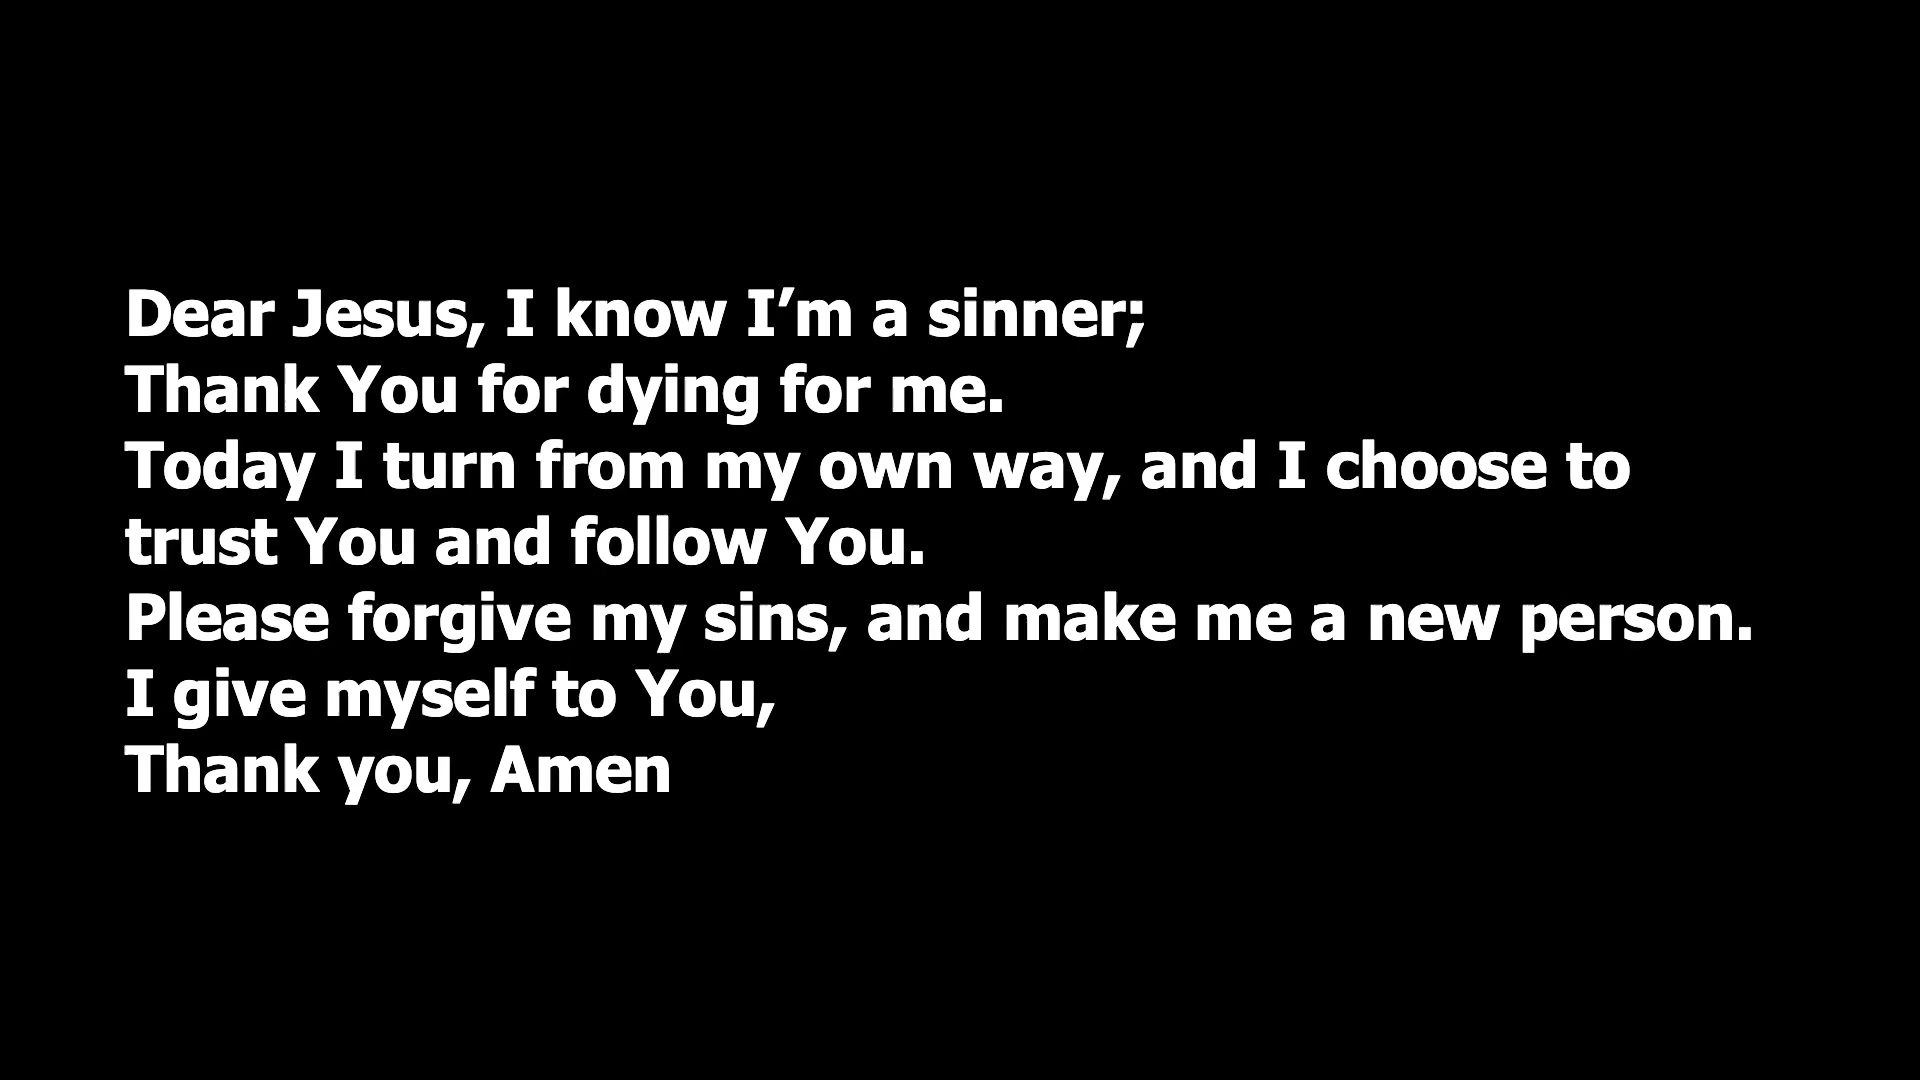 Dear Jesus, I know I’m a sinner;
Thank You for dying for me.
Today I turn from my own way, and I choose to
trust You and follow You.
Please forgive my sins, and make me a new person.
I give myself to You,
Thank you, Amen